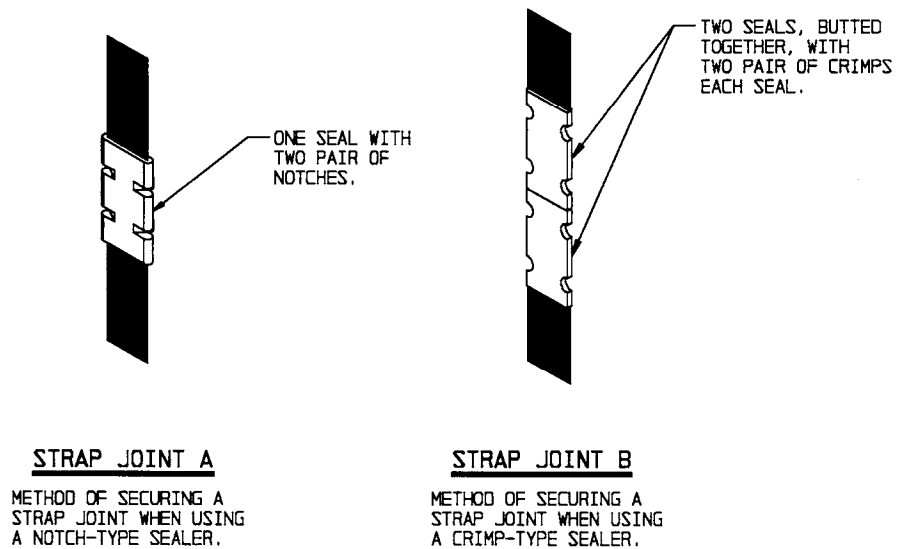 ONE SEAL WITH
TWO PAIR OF
NOTCHES.
TWO SEALS, BUTTED
TOGETHER, WITH
TWO PAIR OF CRIMPS
EACH SEAL.
STRAP JOINT A
METHOD OF SECURING A
STRAP JOINT WHEN USING
A NOTCH-TYPE SEALER.
STRAP JOINT B
METHOD OF SECURING A
STRAP JOINT WHEN USING
A CRIMP-TYPE SEALER.